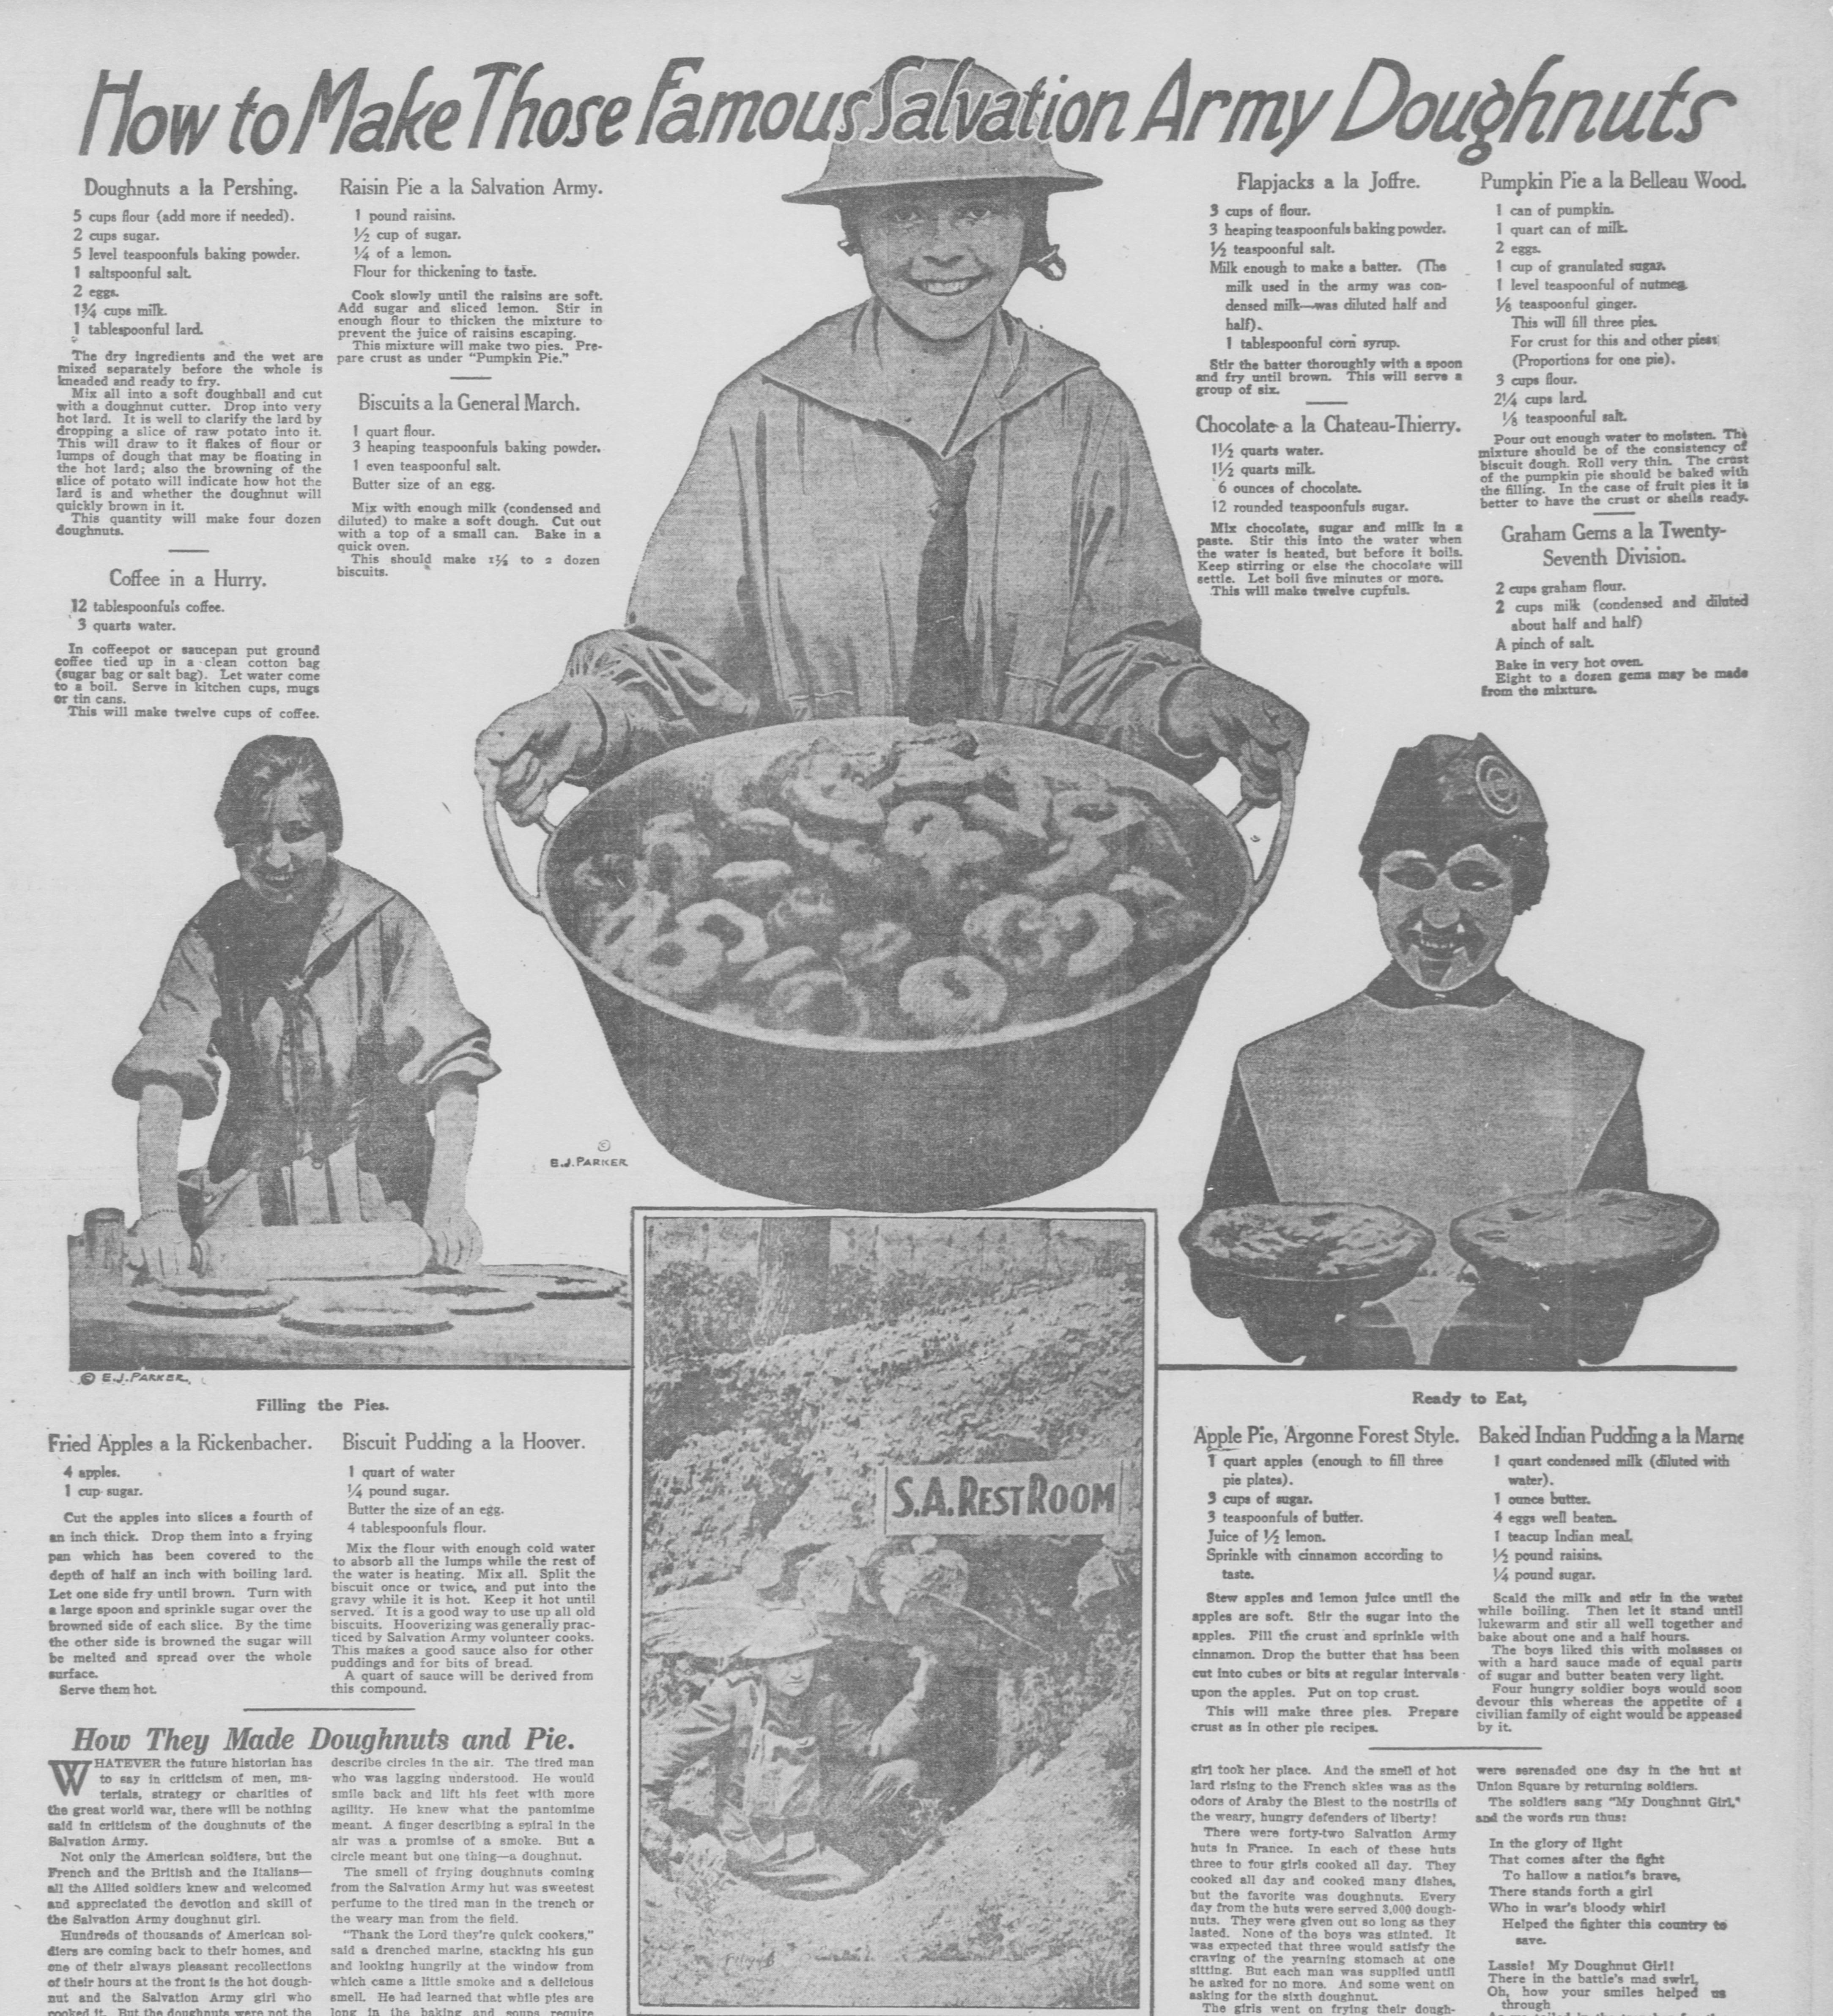 How to Make Those Famous Salvation Army Doughnuts
Doughnuts a la Pershing.
5 cups flour (add more if needed).
2 cups sugar.
5 level teaspoonfuls baking powder.
1 saltspoonful salt.
2 eggs.
1¾ cups milk.
1 tablespoonful lard.
The dry ingredients and the wet are
mixed separately before the whole is
kneaded and ready to fry.
Mix all into a soft doughball and cut
with a doughnut cutter. Drop into very
hot lard. It is well to clarify the lard by
dropping a slice of raw potato into it.
This will draw to it flakes of flour or
lumps of dough that may be floating in
the hot lard; also the browning of the
slice of potato will indicate how hot the
lard is and whether the doughnut will
quickly brown in it.
This quantity will make four dozen
doughnuts.
Coffee in a Hurry.
12 tablespoonfuls coffee.
3 quarts water.
In coffeepot or saucepan put ground
coffee tied up in a clean cotton bag
(sugar bag or salt bag). Let water come
to a boil. Serve in kitchen cups, mugs
or tin cans.
This will make twelve cups of coffee.
Raisin Pie a la Salvation Army.
1 pound raisins.
½ cup of sugar.
¼ of a lemon.
Flour for thickening to taste.
Cook slowly until the raisins are soft.
Add sugar and sliced lemon. Stir in
enough flour to thicken the mixture to
prevent the juice of raisins escaping.
This mixture will make two pies. Pre-
pare crust as under "Pumpkin Pie."
Biscuits a la General March.
1 quart flour.
3 heaping teaspoonfuls baking powder.
1 even teaspoonful salt.
Butter size of an egg.
Mix with enough milk (condensed and
diluted) to make a soft dough. Cut out
with a top of a small can. Bake in a
quick oven.
This should make 1½ to 2 dozen
biscuits.
Flapjacks a la Joffre.
3 cups of flour.
3 heaping teaspoonfuls baking powder.
½ teaspoonful salt.
Milk enough to make a batter. (The
milk used in the army was con-
densed milk—was diluted half and
half).
1 tablespoonful corn syrup.
Stir the batter thoroughly with a spoon
and fry until brown. This will serve a
group of six.
Chocolate a la Chateau-Thierry.
1½ quarts water.
1½ quarts milk.
6 ounces of chocolate.
12 rounded teaspoonfuls sugar.
Mix chocolate, sugar and milk in a
paste. Stir this into the water when
the water is heated, but before it boils.
Keep stirring or else the chocolate will
settle. Let boil five minutes or more.
This will make twelve cupfuls.
Pumpkin Pie a la Belleau Wood.
1 can of pumpkin.
1 quart can of milk.
2 eggs.
1 cup of granulated sugar.
1 level teaspoonful of nutmeg.
⅛ teaspoonful ginger.
This will fill three pies.
For crust for this and other pies:
(Proportions for one pie).
3 cups flour.
2¼ cups lard.
⅛ teaspoonful salt.
Pour out enough water to moisten. The
mixture should be of the consistency of
biscuit dough. Roll very thin. The crust
of the pumpkin pie should be baked with
the filling. In the case of fruit pies it is
better to have the crust or shells ready.
Graham Gems a la Twenty-
Seventh Division.
2 cups graham flour.
2 cups milk (condensed and diluted
about half and half)
A pinch of salt.
Bake in very hot oven.
Eight to a dozen gems may be made
from the mixture.
© E.J. PARKER
© E.J. PARKER
Filling the Pies.
Ready to Eat,
Fried Apples a la Rickenbacher.
4 apples.
1 cup sugar.
Cut the apples into slices a fourth of
an inch thick. Drop them into a frying
pan which has been covered to the
depth of half an inch with boiling lard.
Let one side fry until brown. Turn with
a large spoon and sprinkle sugar over the
browned side of each slice. By the time
the other side is browned the sugar will
be melted and spread over the whole
surface.
Serve them hot.
Biscuit Pudding a la Hoover.
1 quart of water
¼ pound sugar.
Butter the size of an egg.
4 tablespoonfuls flour.
Mix the flour with enough cold water
to absorb all the lumps while the rest of
the water is heating. Mix all. Split the
biscuit once or twice, and put into the
gravy while it is hot. Keep it hot until
served. It is a good way to use up all old
biscuits. Hooverizing was generally prac-
ticed by Salvation Army volunteer cooks.
This makes a good sauce also for other
puddings and for bits of bread.
A quart of sauce will be derived from
this compound.
S.A. REST ROOM
Apple Pie, Argonne Forest Style.
1 quart apples (enough to fill three
pie plates).
3 cups of sugar.
3 teaspoonfuls of butter.
Juice of ½ lemon.
Sprinkle with cinnamon according to
taste.
Stew apples and lemon juice until the
apples are soft. Stir the sugar into the
apples. Fill the crust and sprinkle with
cinnamon. Drop the butter that has been
cut into cubes or bits at regular intervals
upon the apples. Put on top crust.
This will make three pies. Prepare
crust as in other pie recipes.
Baked Indian Pudding a la Marne
1 quart condensed milk (diluted with
water).
1 ounce butter.
4 eggs well beaten.
1 teacup Indian meal.
½ pound raisins.
¼ pound sugar.
Scald the milk and stir in the water
while boiling. Then let it stand until
lukewarm and stir all well together and
bake about one and a half hours.
The boys liked this with molasses or
with a hard sauce made of equal parts
of sugar and butter beaten very light.
Four hungry soldier boys would soon
devour this whereas the appetite of a
civilian family of eight would be appeased
by it.
How They Made Doughnuts and Pie.
WHATEVER the future historian has
to say in criticism of men, ma-
terials, strategy or charities of
the great world war, there will be nothing
said in criticism of the doughnuts of the
Salvation Army.
Not only the American soldiers, but the
French and the British and the Italians—
all the Allied soldiers knew and welcomed
and appreciated the devotion and skill of
the Salvation Army doughnut girl.
Hundreds of thousands of American sol-
diers are coming back to their homes, and
one of their always pleasant recollections
of their hours at the front is the hot dough-
nut and the Salvation Army girl who
cooked it. But the doughnuts were not the
describe circles in the air. The tired man
who was lagging understood. He would
smile back and lift his feet with more
agility. He knew what the pantomime
meant. A finger describing a spiral in the
air was a promise of a smoke. But a
circle meant but one thing—a doughnut.
The smell of frying doughnuts coming
from the Salvation Army hut was sweetest
perfume to the tired man in the trench or
the weary man from the field.
"Thank the Lord they're quick cookers,"
said a drenched marine, stacking his gun
and looking hungrily at the window from
which came a little smoke and a delicious
smell. He had learned that while pies are
long in the baking and soups require
girl took her place. And the smell of hot
lard rising to the French skies was as the
odors of Araby the Blest to the nostrils of
the weary, hungry defenders of liberty!
There were forty-two Salvation Army
huts in France. In each of these huts
three to four girls cooked all day. They
cooked all day and cooked many dishes,
but the favorite was doughnuts. Every
day from the huts were served 3,000 dough-
nuts. They were given out so long as they
lasted. None of the boys was stinted. It
was expected that three would satisfy the
craving of the yearning stomach at one
sitting. But each man was supplied until
he asked for no more. And some went on
asking for the sixth doughnut.
The girls went on frying their dough-
were serenaded one day in the hut at
Union Square by returning soldiers.
The soldiers sang "My Doughnut Girl,"
and the words run thus:
In the glory of light
That comes after the fight
To hallow a nation's brave,
There stands forth a girl
Who in war's bloody whirl
Helped the fighter this country to
save.
Lassie! My Doughnut Girl!
There in the battle's mad swirl,
Oh, how your smiles helped us
through